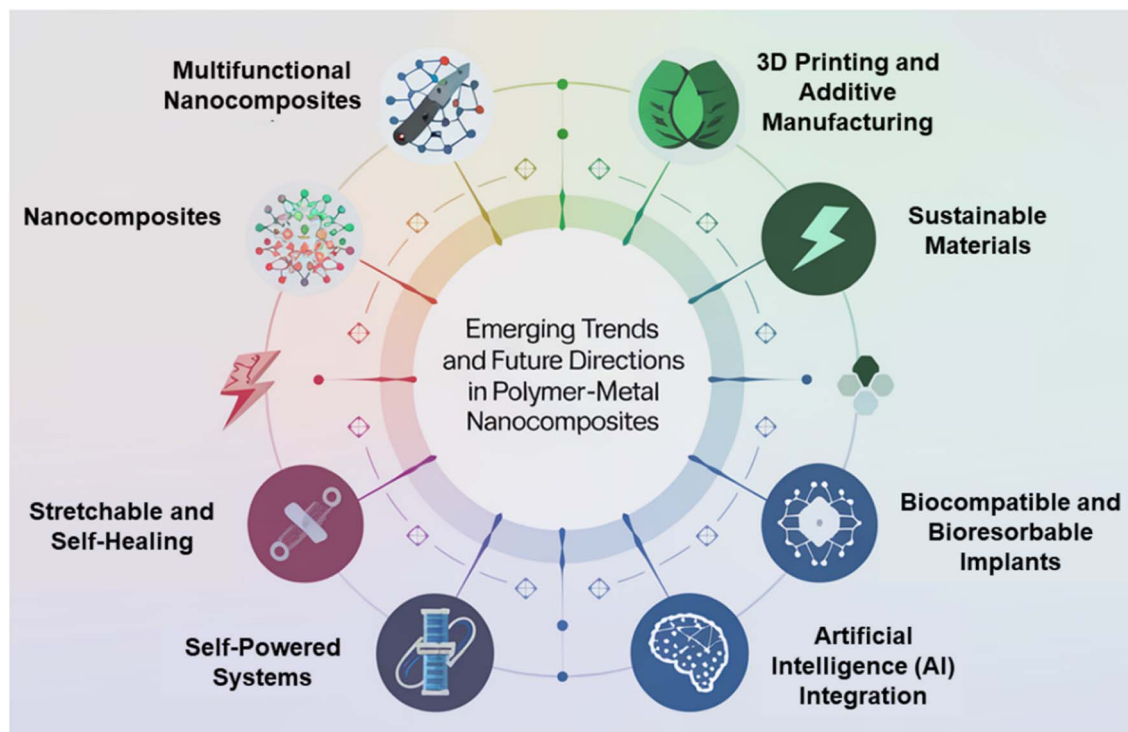 Multifunctional
Nanocomposites
3D Printing and
Additive
Manufacturing
Nanocomposites
Sustainable
Materials
Emerging Trends
and Future Directions
in Polymer-Metal
Nanocomposites
Stretchable and
Self-Healing
Biocompatible and
Bioresorbable
Implants
Self-Powered
Systems
Artificial
Intelligence (AI)
Integration